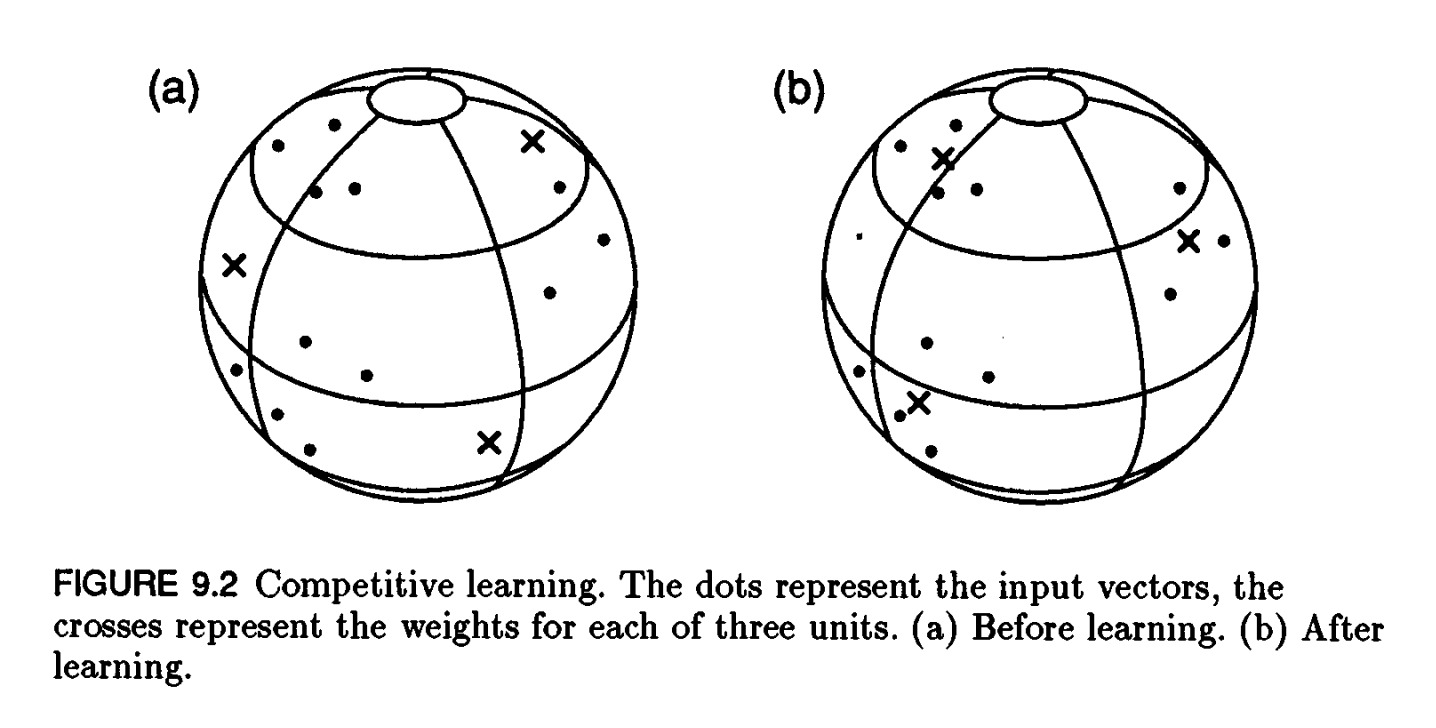 (a)
(b)
FIGURE 9.2 Competitive learning. The dots represent the input vectors, the
crosses represent the weights for each of three units. (a) Before learning. (b) After
learning.